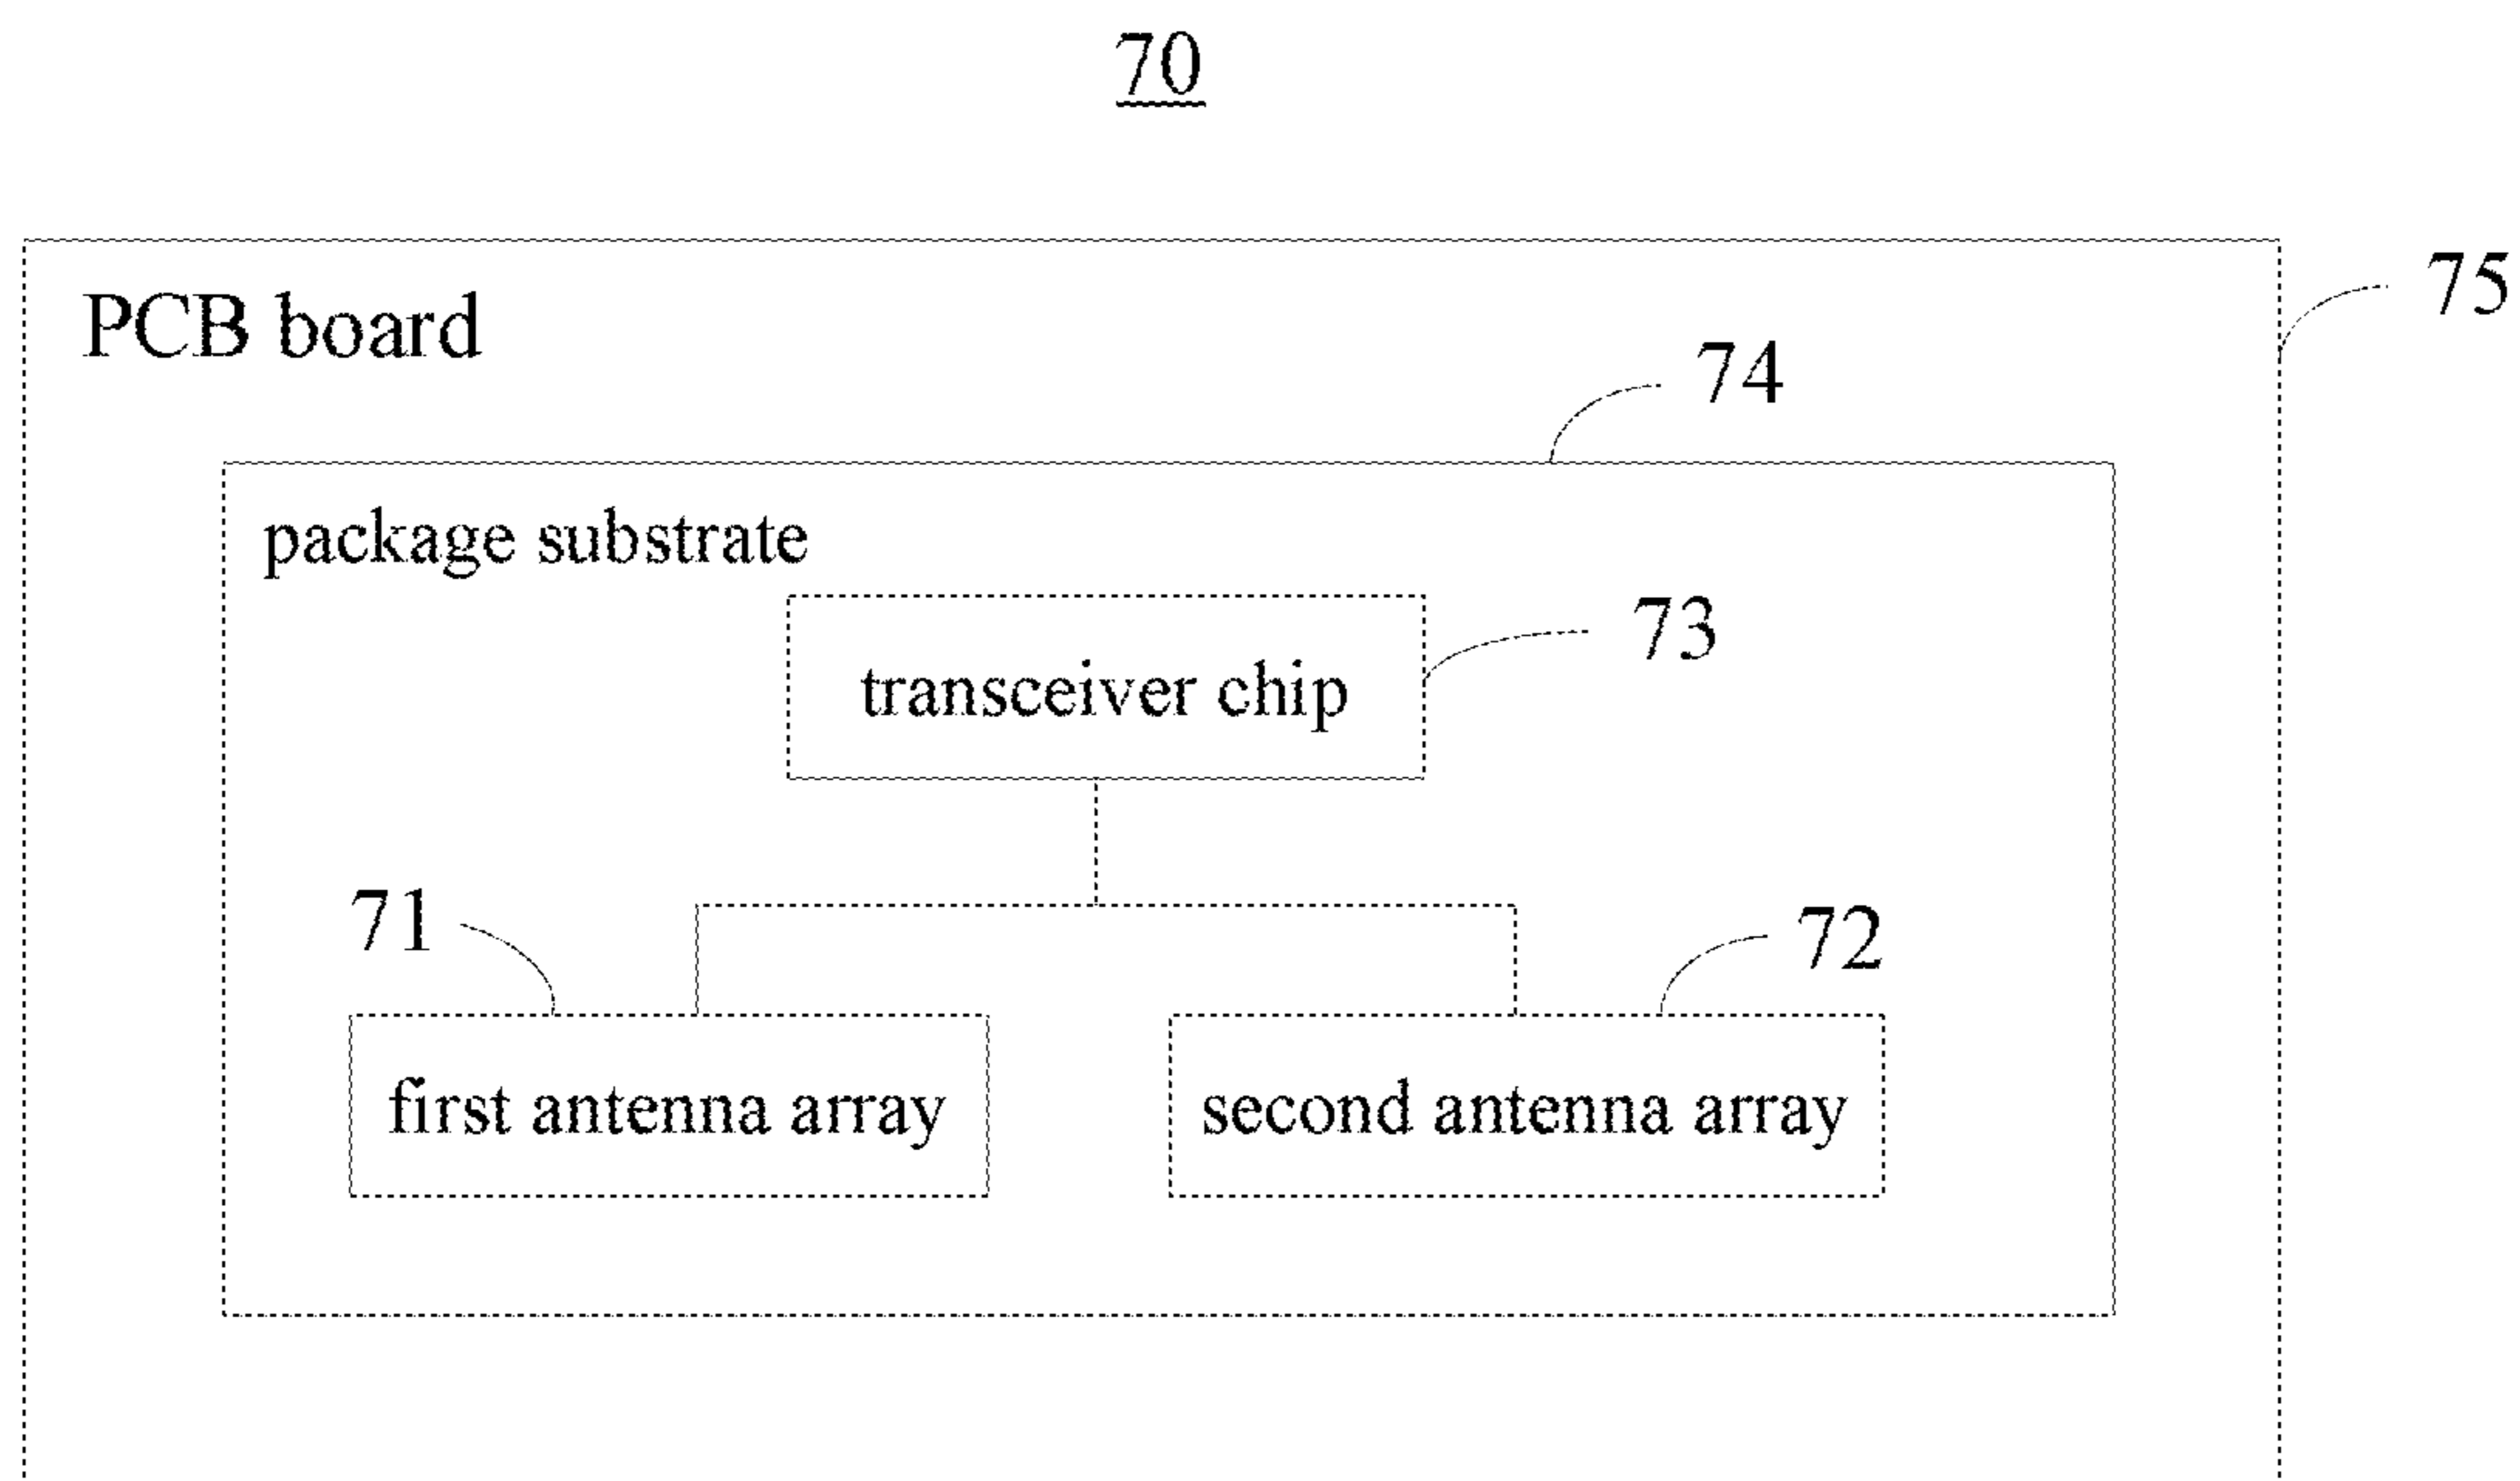 70
75
PCB board
74
package substrate
73
transceiver chip
71
72
first antenna array
second antenna array